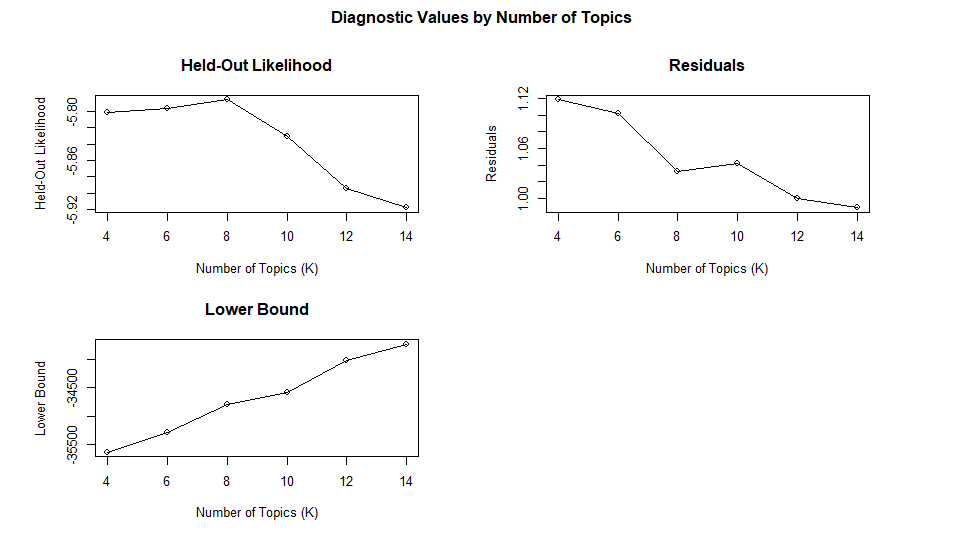 Diagnostic Values by Number of Topics
Held-Out Likelihood
Held-Out Likelihood
-5.80
-5.86
-5.92
4 6 8 10 12 14
Number of Topics (K)
Residuals
Residuals
1.12
1.06
1.00
4 6 8 10 12 14
Number of Topics (K)
Lower Bound
Lower Bound
-34500
-35500
4 6 8 10 12 14
Number of Topics (K)